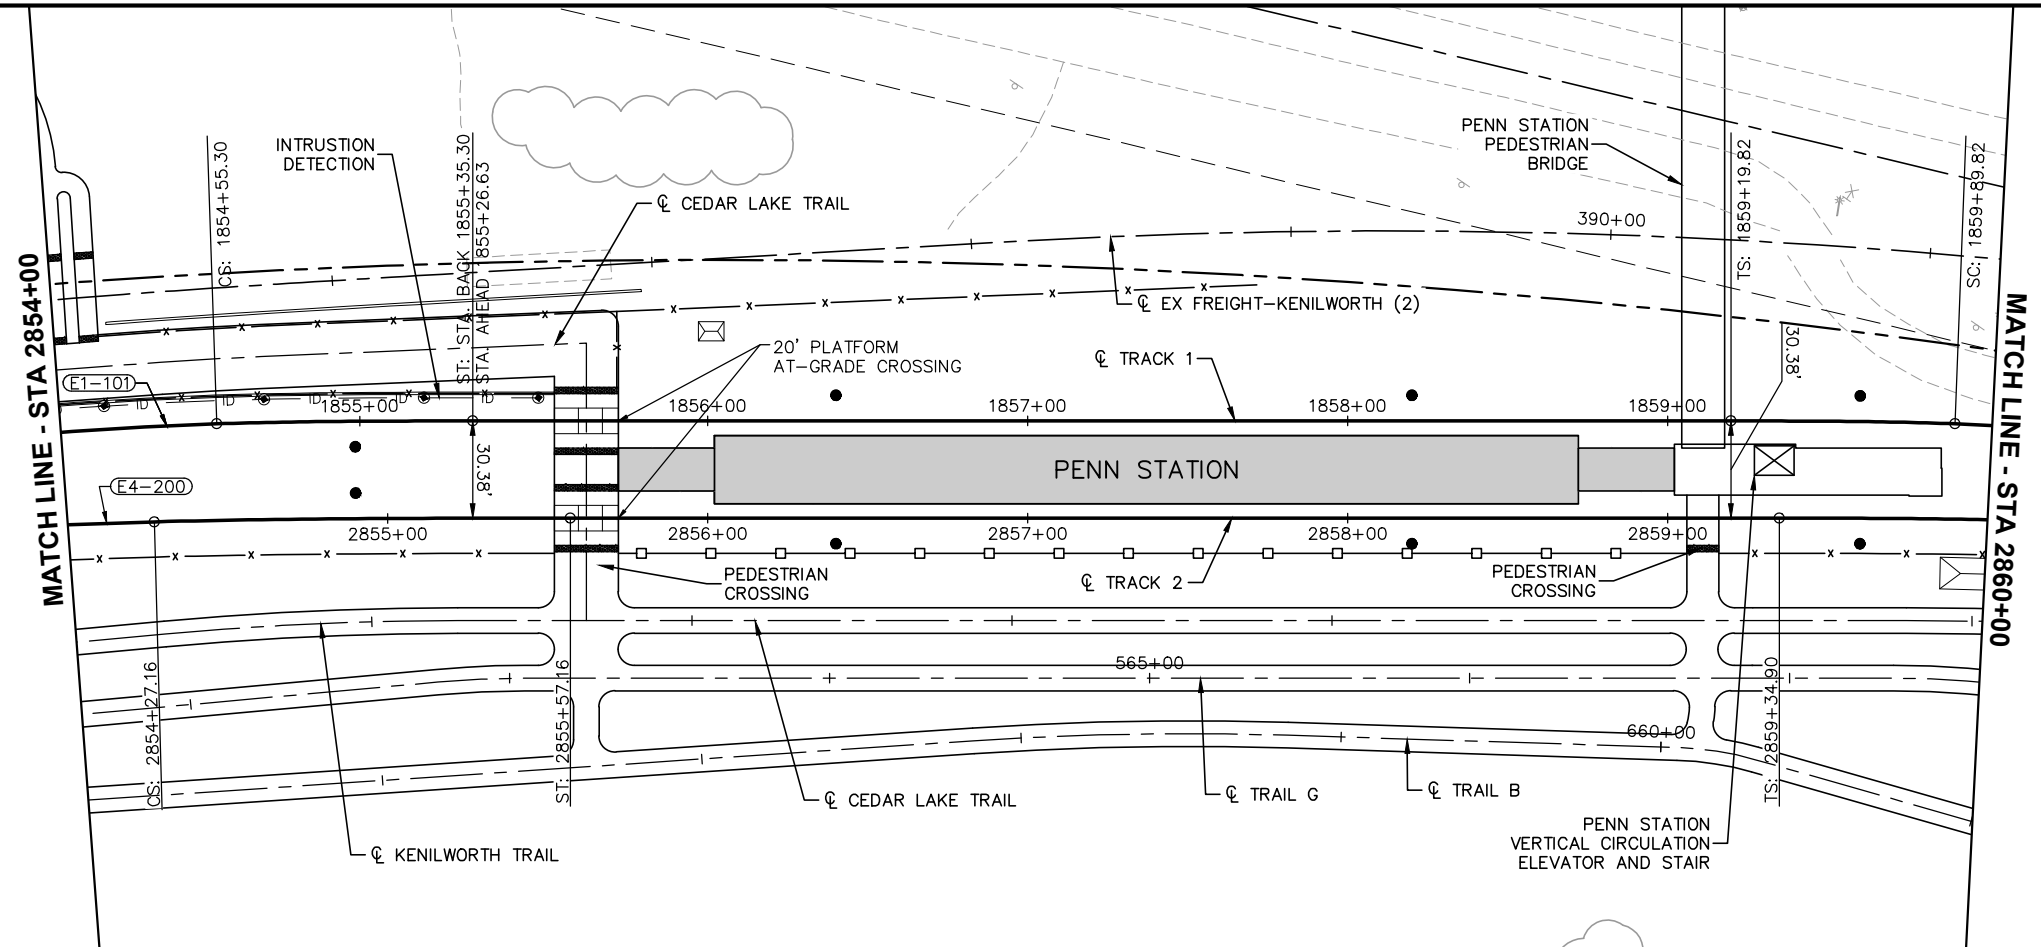 MATCH LINE - STA 2854+00
CS: 1854+55.30
INTRUSTION
DETECTION
ST: STA. BACK 1855+35.30
STA. AHEAD 1855+26.63
℄ CEDAR LAKE TRAIL
PENN STATION
PEDESTRIAN
BRIDGE
TS: 1859+19.82
SC: 1859+89.82
390+00
℄ EX FREIGHT-KENILWORTH (2)
20' PLATFORM
AT-GRADE CROSSING
℄ TRACK 1
30.38'
E1-101
ID
ID
ID
ID
ID
1855+00
1856+00
1857+00
1858+00
1859+00
30.38'
PENN STATION
E4-200
2855+00
2856+00
2857+00
2858+00
2859+00
PEDESTRIAN
CROSSING
℄ TRACK 2
PEDESTRIAN
CROSSING
MATCH LINE - STA 2860+00
CS: 2854+27.16
ST: 2855+57.16
565+00
TS: 2859+34.90
660+00
℄ KENILWORTH TRAIL
℄ CEDAR LAKE TRAIL
℄ TRAIL G
℄ TRAIL B
PENN STATION
VERTICAL CIRCULATION
ELEVATOR AND STAIR